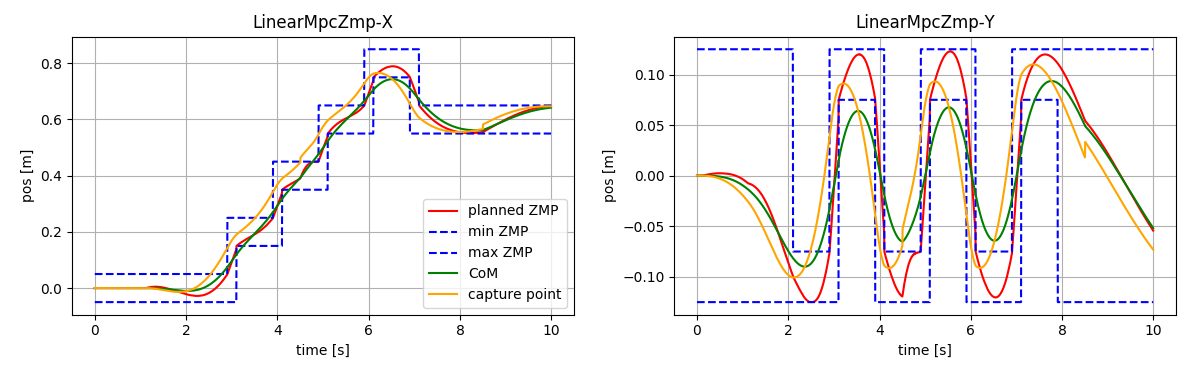 LinearMpcZmp-X
pos [m]
0.8
0.6
0.4
0.2
0.0
planned ZMP
min ZMP
max ZMP
CoM
capture point
0 2 4 6 8 10
time [s]
LinearMpcZmp-Y
pos [m]
0.10
0.05
0.00
−0.05
−0.10
0 2 4 6 8 10
time [s]